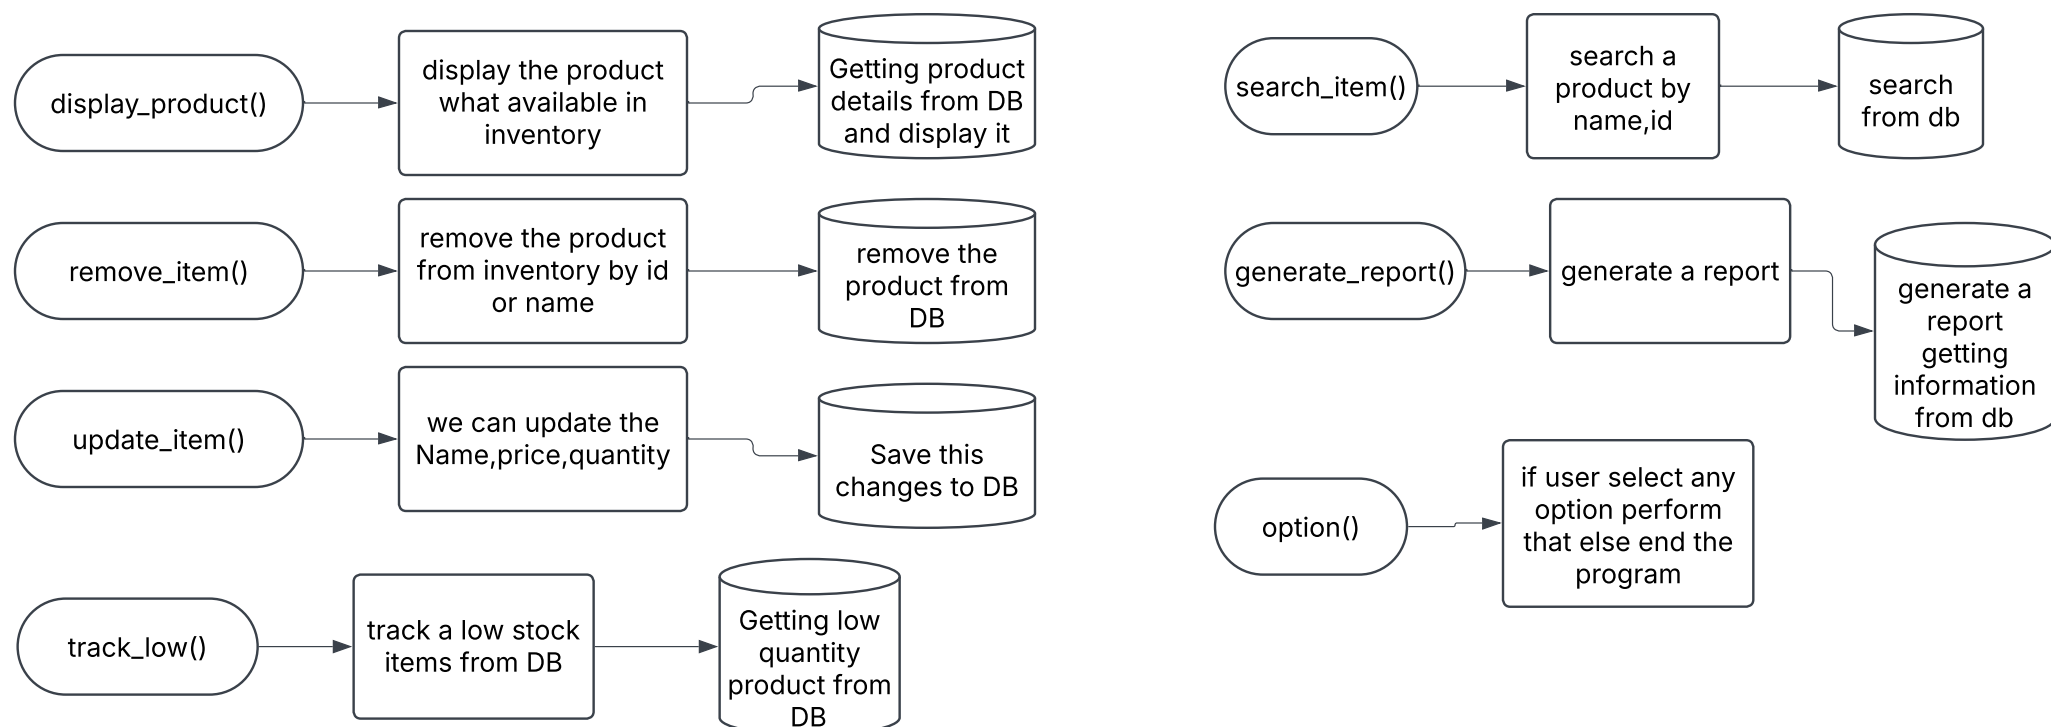 display_product()
display the product
what available in
inventory
Getting product
details from DB
and display it
remove_item()
remove the product
from inventory by id
or name
remove the
product from
DB
update_item()
we can update the
Name,price,quantity
Save this
changes to DB
track_low()
track a low stock
items from DB
Getting low
quantity
product from
DB
search_item()
search a
product by
name,id
search
from db
generate_report()
generate a report
generate a
report
getting
information
from db
option()
if user select any
option perform
that else end the
program